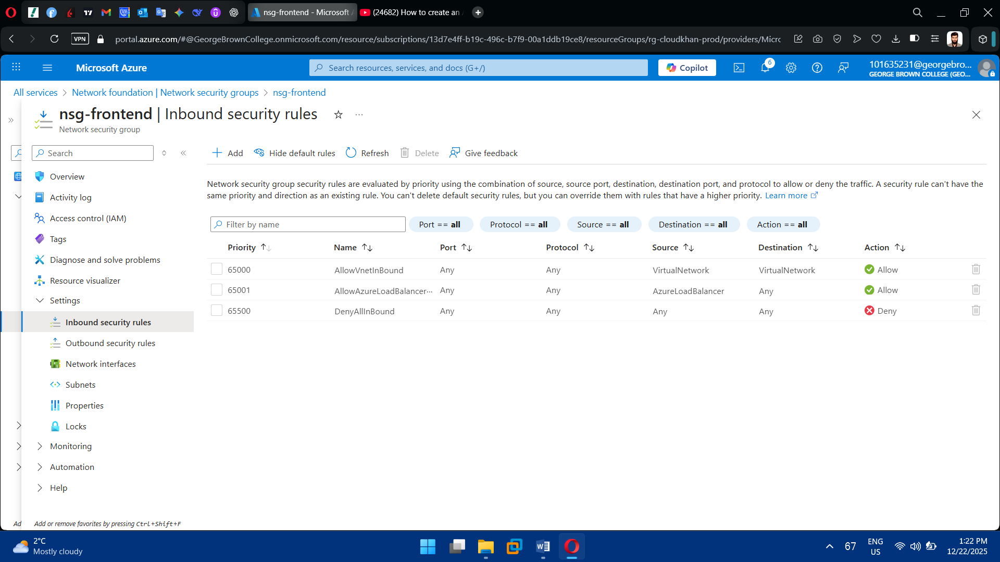 nsg-frontend - Microsoft A
(24682) How to create an A
VPN
portal.azure.com/#@GeorgeBrownCollege.onmicrosoft.com/resource/subscriptions/13d7e4ff-b19c-496c-b7f9-00a1ddb19ce8/resourceGroups/rg-cloudkhan-prod/providers/Micrc
Microsoft Azure
Search resources, services, and docs (G+/)
Copilot
6
101635231@georgebro...
GEORGE BROWN COLLEGE (GEO...
All services > Network foundation | Network security groups > nsg-frontend
nsg-frontend | Inbound security rules
Network security group
Search
Add
Hide default rules
Refresh
Delete
Give feedback
Overview
Activity log
Access control (IAM)
Tags
Diagnose and solve problems
Resource visualizer
Settings
Inbound security rules
Outbound security rules
Network interfaces
Subnets
Properties
Locks
Monitoring
Automation
Help
Ad
Add or remove favorites by pressing Ctrl+Shift+F
Network security group security rules are evaluated by priority using the combination of source, source port, destination, destination port, and protocol to allow or deny the traffic. A security rule can't have the
same priority and direction as an existing rule. You can't delete default security rules, but you can override them with rules that have a higher priority. Learn more
Filter by name
Port == all
Protocol == all
Source == all
Destination == all
Action == all
Priority Name Port Protocol Source Destination Action
65000 AllowVnetInBound Any Any VirtualNetwork VirtualNetwork Allow
65001 AllowAzureLoadBalancer... Any Any AzureLoadBalancer Any Allow
65500 DenyAllInBound Any Any Any Any Deny
2°C
Mostly cloudy
67
ENG
US
1:22 PM
12/22/2025